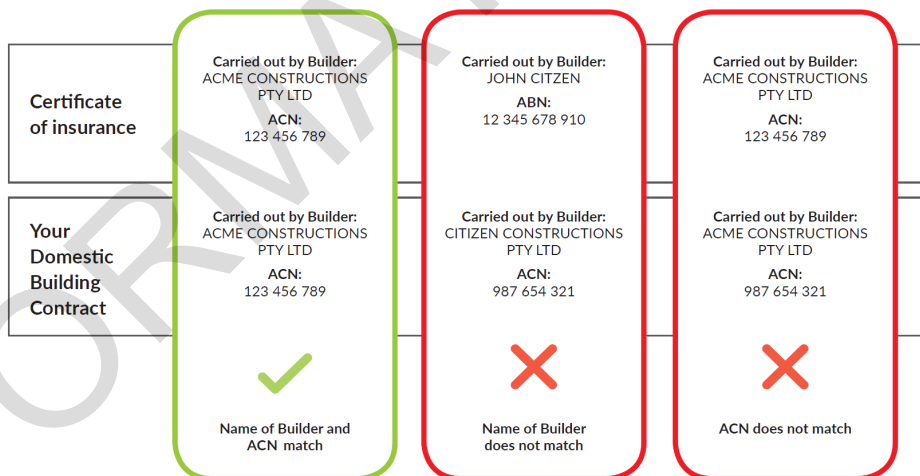 Certificate
of insurance
Carried out by Builder:
ACME CONSTRUCTIONS
PTY LTD
ACN:
123 456 789
Carried out by Builder:
JOHN CITZEN
ABN:
12 345 678 910
Carried out by Builder:
ACME CONSTRUCTIONS
PTY LTD
ACN:
123 456 789
Your
Domestic
Building
Contract
Carried out by Builder:
ACME CONSTRUCTIONS
PTY LTD
ACN:
123 456 789
Carried out by Builder:
CITIZEN CONSTRUCTIONS
PTY LTD
ACN:
987 654 321
Carried out by Builder:
ACME CONSTRUCTIONS
PTY LTD
ACN:
987 654 321
Name of Builder and
ACN match
Name of Builder
does not match
ACN does not match
ORMA